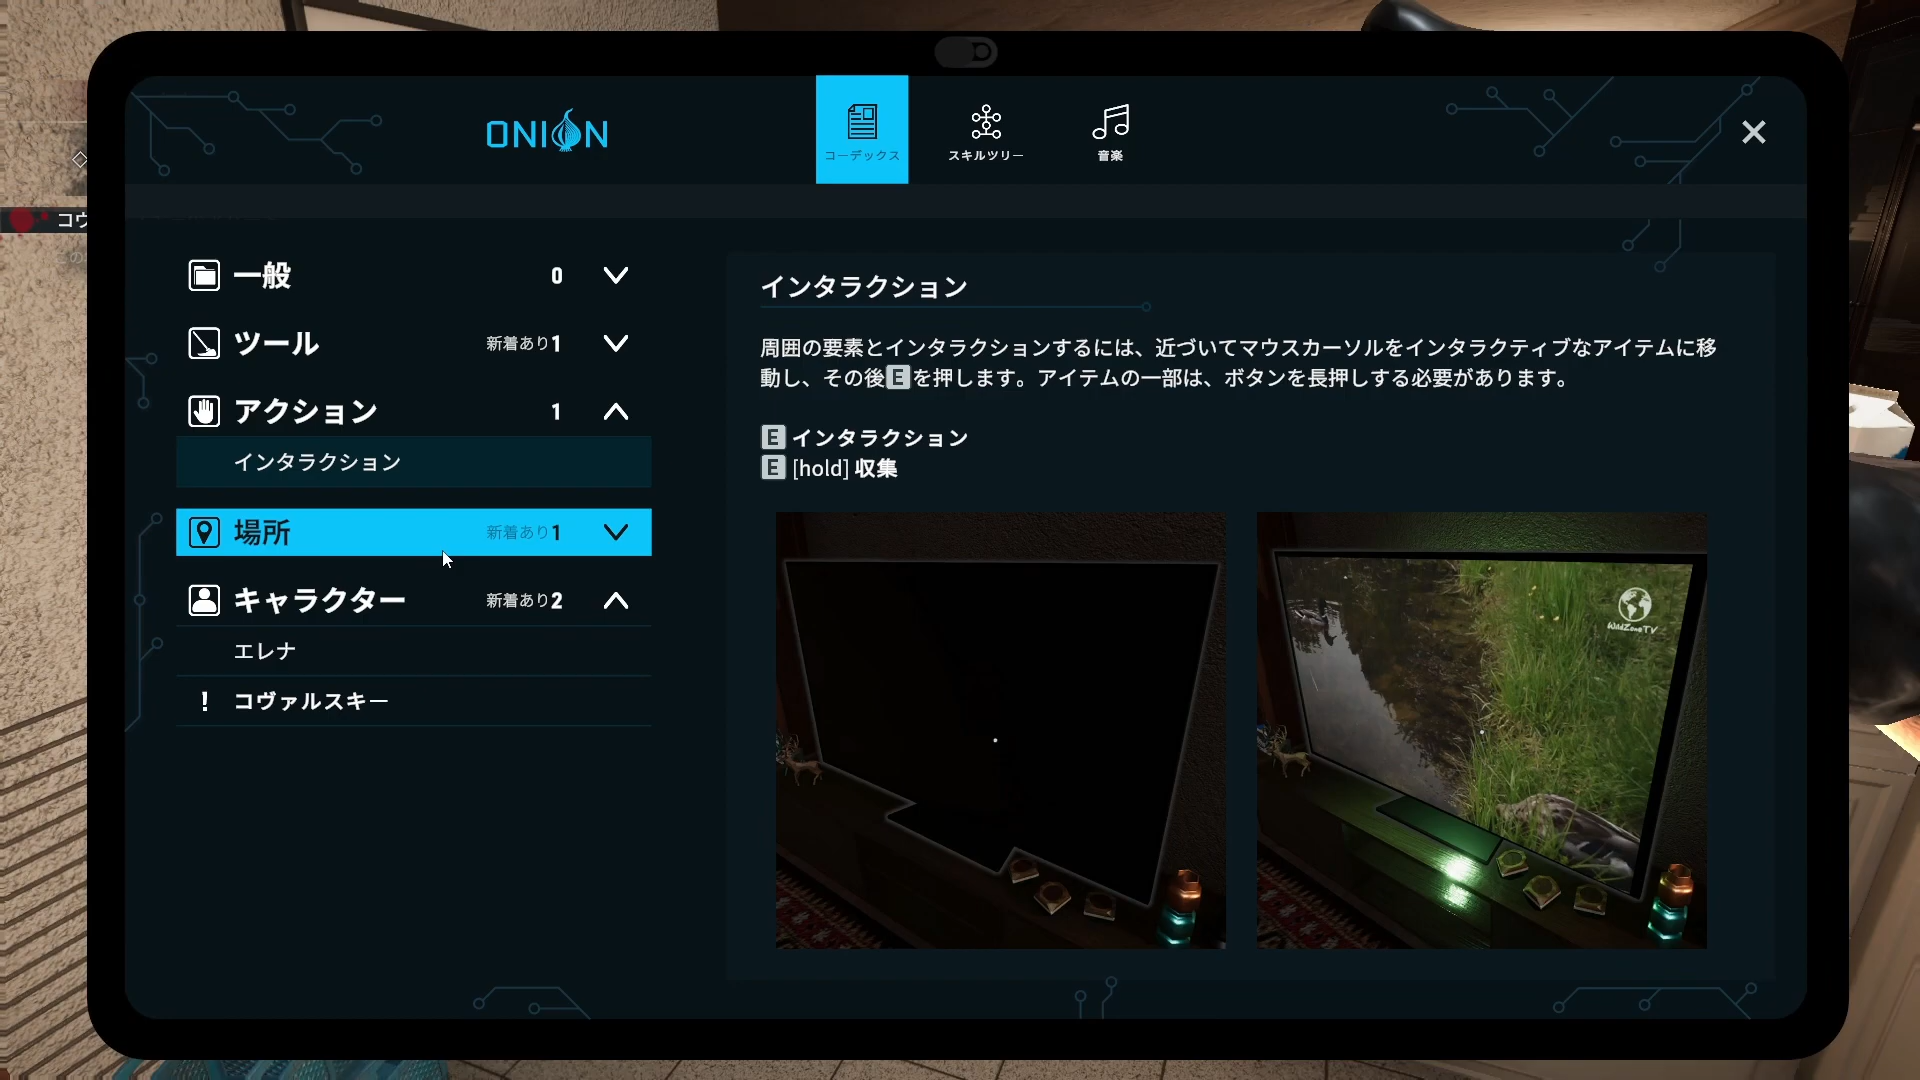 ONION
コーデックス
スキルツリー
音楽
コヴ
一般 0
ツール 新着あり1
アクション 1
インタラクション
場所 新着あり1
キャラクター 新着あり2
エレナ
! コヴァルスキー
インタラクション
周囲の要素とインタラクションするには、近づいてマウスカーソルをインタラクティブなアイテムに移
動し、その後Eを押します。アイテムの一部は、ボタンを長押しする必要があります。
E インタラクション
E [hold] 収集
WildZoneTV